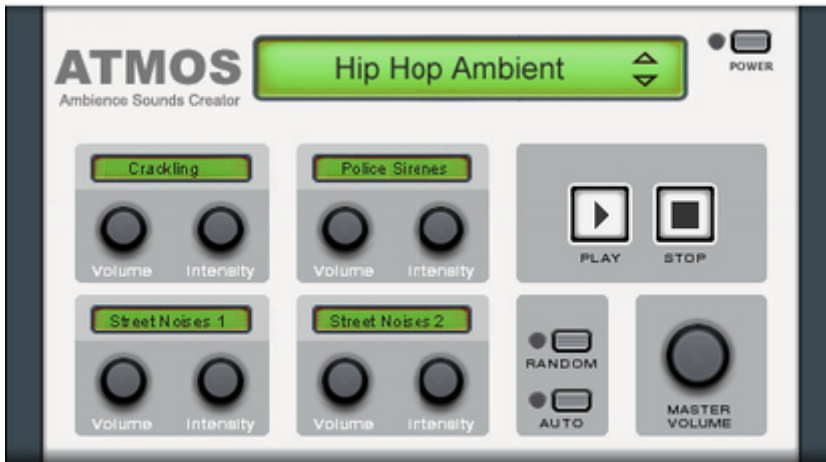 ATMOS
Ambience Sounds Creator
Hip Hop Ambient
POWER
Crackling
Volume Intensity
Police Sirenes
Volume Intensity
PLAY STOP
Street Noises 1
Volume Intensity
Street Noises 2
Volume Intensity
RANDOM
AUTO
MASTER
VOLUME